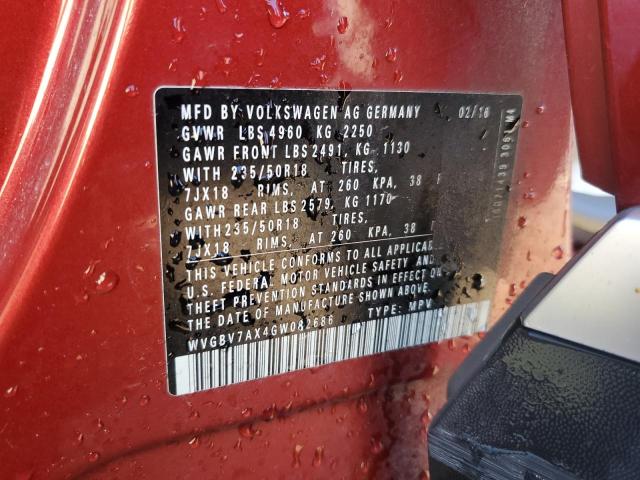 MFD BY VOLKSWAGEN AG GERMANY 02/16
GVWR LBS 4960 KG 2250
GAWR FRONT LBS 2491, KG 1130
WITH 235/50R18 TIRES,
7JX18 RIMS, AT 260 KPA, 38
GAWR REAR LBS 2579, KG 1170
WITH 235/50R18 TIRES,
7JX18 RIMS, AT 260 KPA, 38
THIS VEHICLE CONFORMS TO ALL
U.S. FEDERAL MOTOR VEHICLE SAFETY AND
THEFT PREVENTION STANDARDS IN EFFECT ON
THE DATE OF MANUFACTURE SHOWN ABOVE.
WVGBV7AX4GW082686 TYPE: MPV